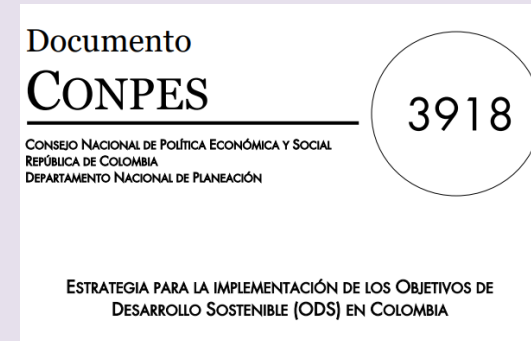 Documento
CONPES
3918
CONSEJO NACIONAL DE POLÍTICA ECONÓMICA Y SOCIAL
REPÚBLICA DE COLOMBIA
DEPARTAMENTO NACIONAL DE PLANEACIÓN
ESTRATEGIA PARA LA IMPLEMENTACIÓN DE LOS OBJETIVOS DE
DESARROLLO SOSTENIBLE (ODS) EN COLOMBIA